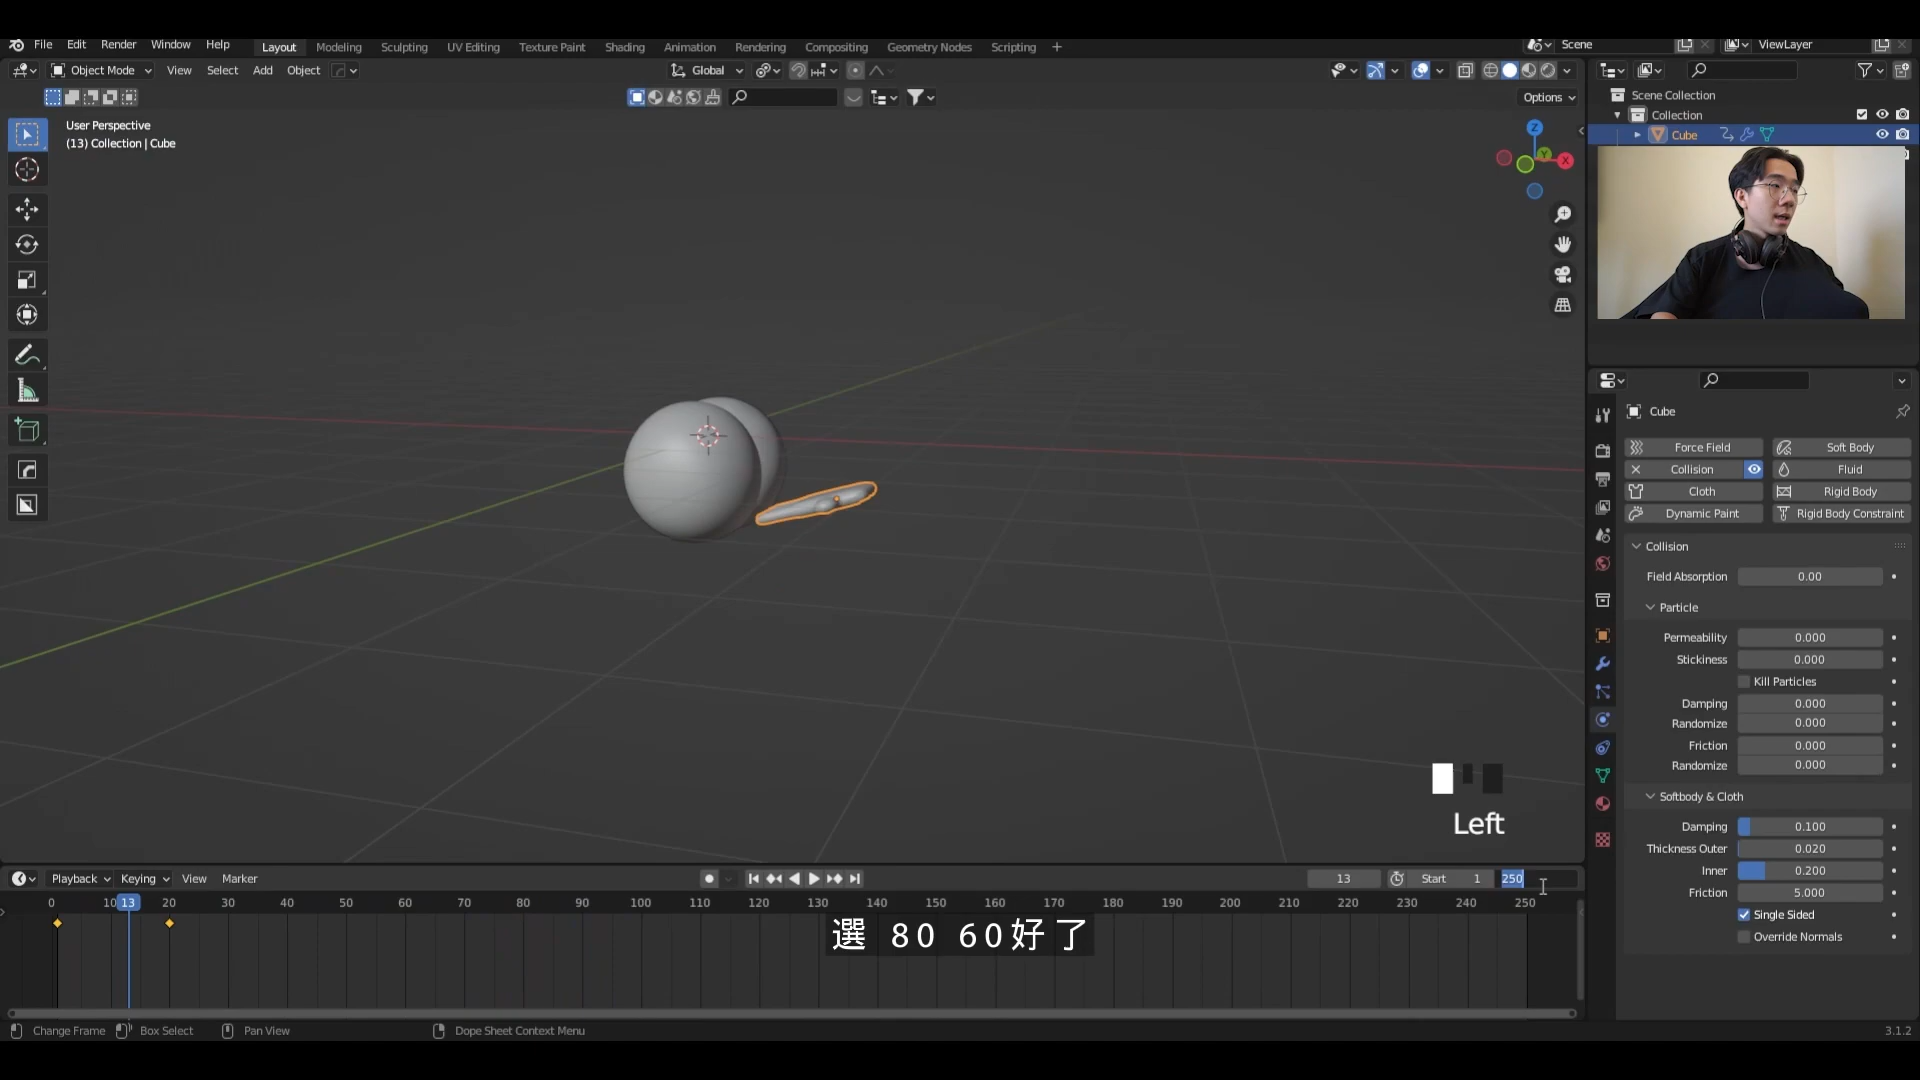 File Edit Render Window Help Layout Modeling Sculpting UV Editing Texture Paint Shading Animation Rendering Compositing Geometry Nodes Scripting + Scene ViewLayer
Object Mode View Select Add Object Global
Options
User Perspective
(13) Collection | Cube
Z
Y
X
Scene Collection
Collection
Cube
Cube
Force Field Soft Body
Collision Fluid
Cloth Rigid Body
Dynamic Paint Rigid Body Constraint
Collision
Field Absorption 0.00
Particle
Permeability 0.000
Stickiness 0.000
Kill Particles
Damping 0.000
Randomize 0.000
Friction 0.000
Randomize 0.000
Softbody & Cloth
Damping 0.100
Thickness Outer 0.020
Inner 0.200
Friction 5.000
Single Sided
Override Normals
Left
Playback Keying View Marker 13 Start 1 250
0 10 13 20 30 40 50 60 70 80 90 100 110 120 130 140 150 160 170 180 190 200 210 220 230 240 250
選 80 60好了
Change Frame Box Select Pan View Dope Sheet Context Menu 3.1.2